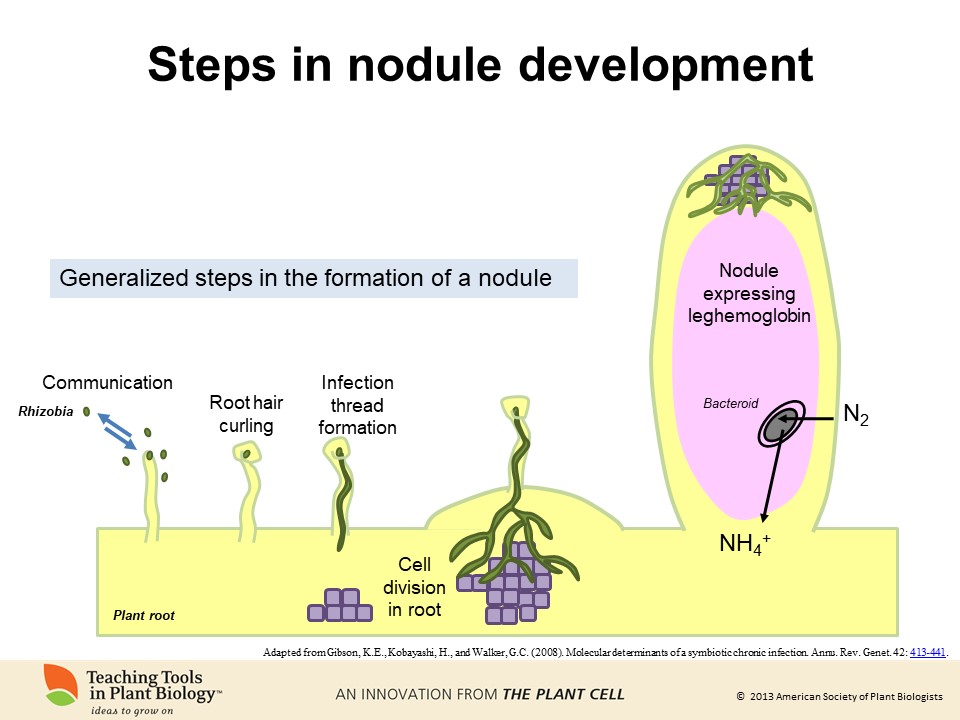 Steps in nodule development
Generalized steps in the formation of a nodule
Communication
Rhizobia
Root hair
curling
Infection
thread
formation
Nodule
expressing
leghemoglobin
Bacteroid
N₂
NH₄⁺
Cell
division
in root
Plant root
Adapted from Gibson, K.E., Kobayashi, H., and Walker, G.C. (2008). Molecular determinants of a symbiotic chronic infection. Annu. Rev. Genet. 42: 413-441.
Teaching Tools
in Plant Biology™
ideas to grow on
AN INNOVATION FROM THE PLANT CELL
© 2013 American Society of Plant Biologists